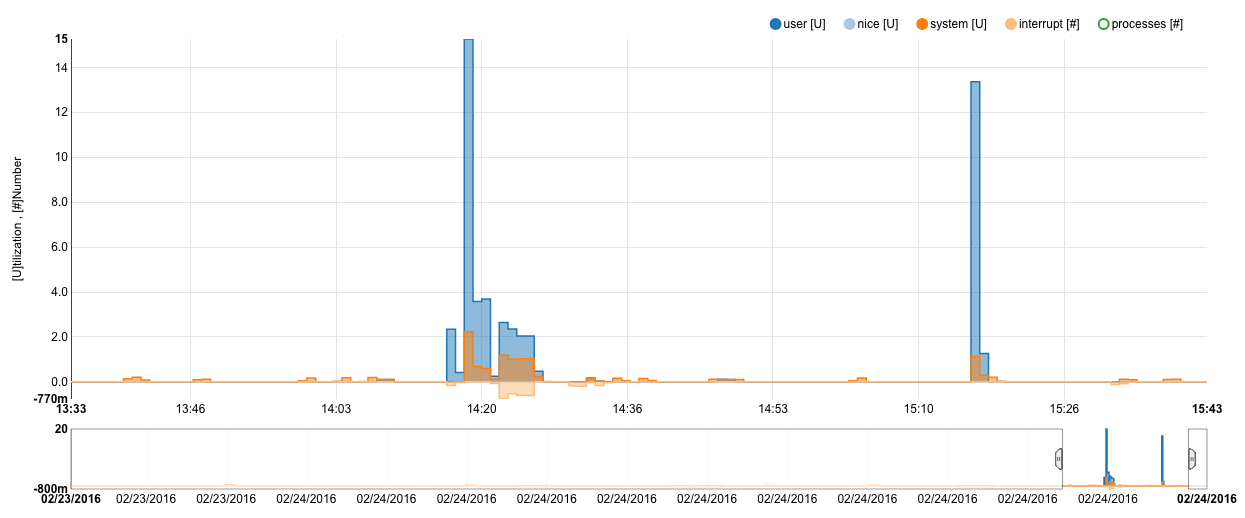 user [U] nice [U] system [U] interrupt [#] processes [#]
[U]tilization , [#]Number
15
14
12
10
8.0
6.0
4.0
2.0
0.0
-770m
13:33 13:46 14:03 14:20 14:36 14:53 15:10 15:26 15:43
20
-800m
02/23/2016 02/23/2016 02/23/2016 02/24/2016 02/24/2016 02/24/2016 02/24/2016 02/24/2016 02/24/2016 02/24/2016 02/24/2016 02/24/2016 02/24/2016 02/24/2016 02/24/2016